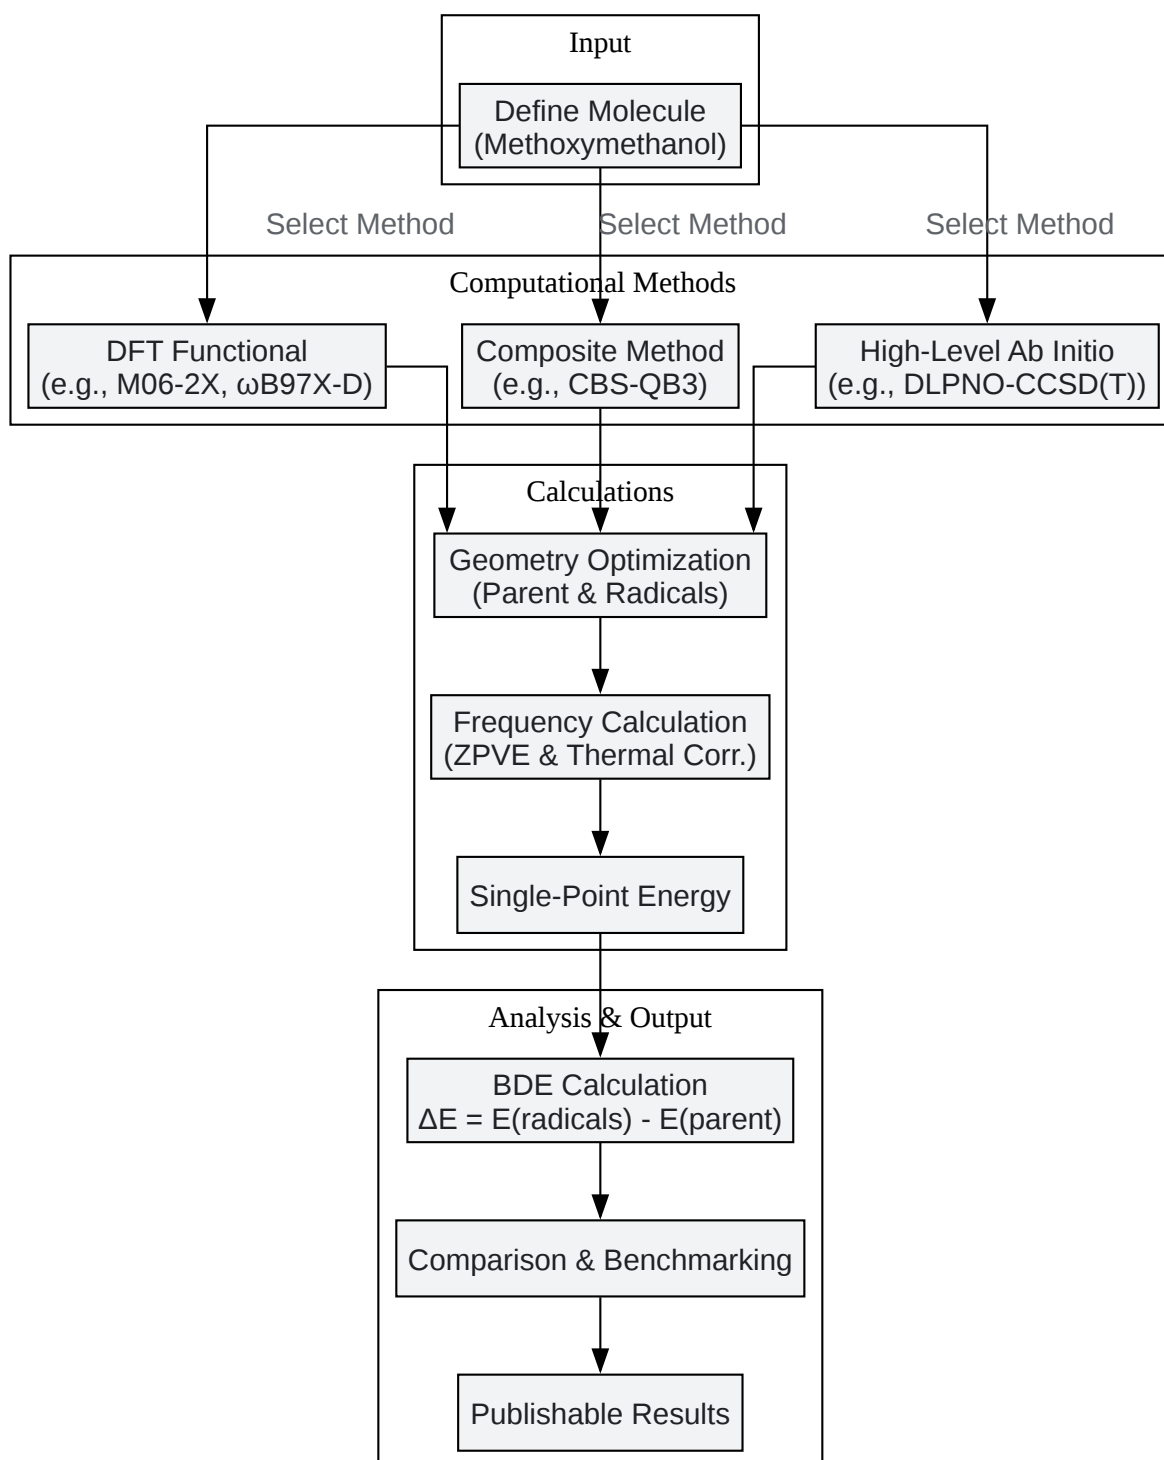 Input
Define Molecule
(Methoxymethanol)
Select Method
Select Method
Select Method
Computational Methods
DFT Functional
(e.g., M06-2X, ωB97X-D)
Composite Method
(e.g., CBS-QB3)
High-Level Ab Initio
(e.g., DLPNO-CCSD(T))
Calculations
Geometry Optimization
(Parent & Radicals)
Frequency Calculation
(ZPVE & Thermal Corr.)
Single-Point Energy
Analysis & Output
BDE Calculation
ΔE = E(radicals) - E(parent)
Comparison & Benchmarking
Publishable Results